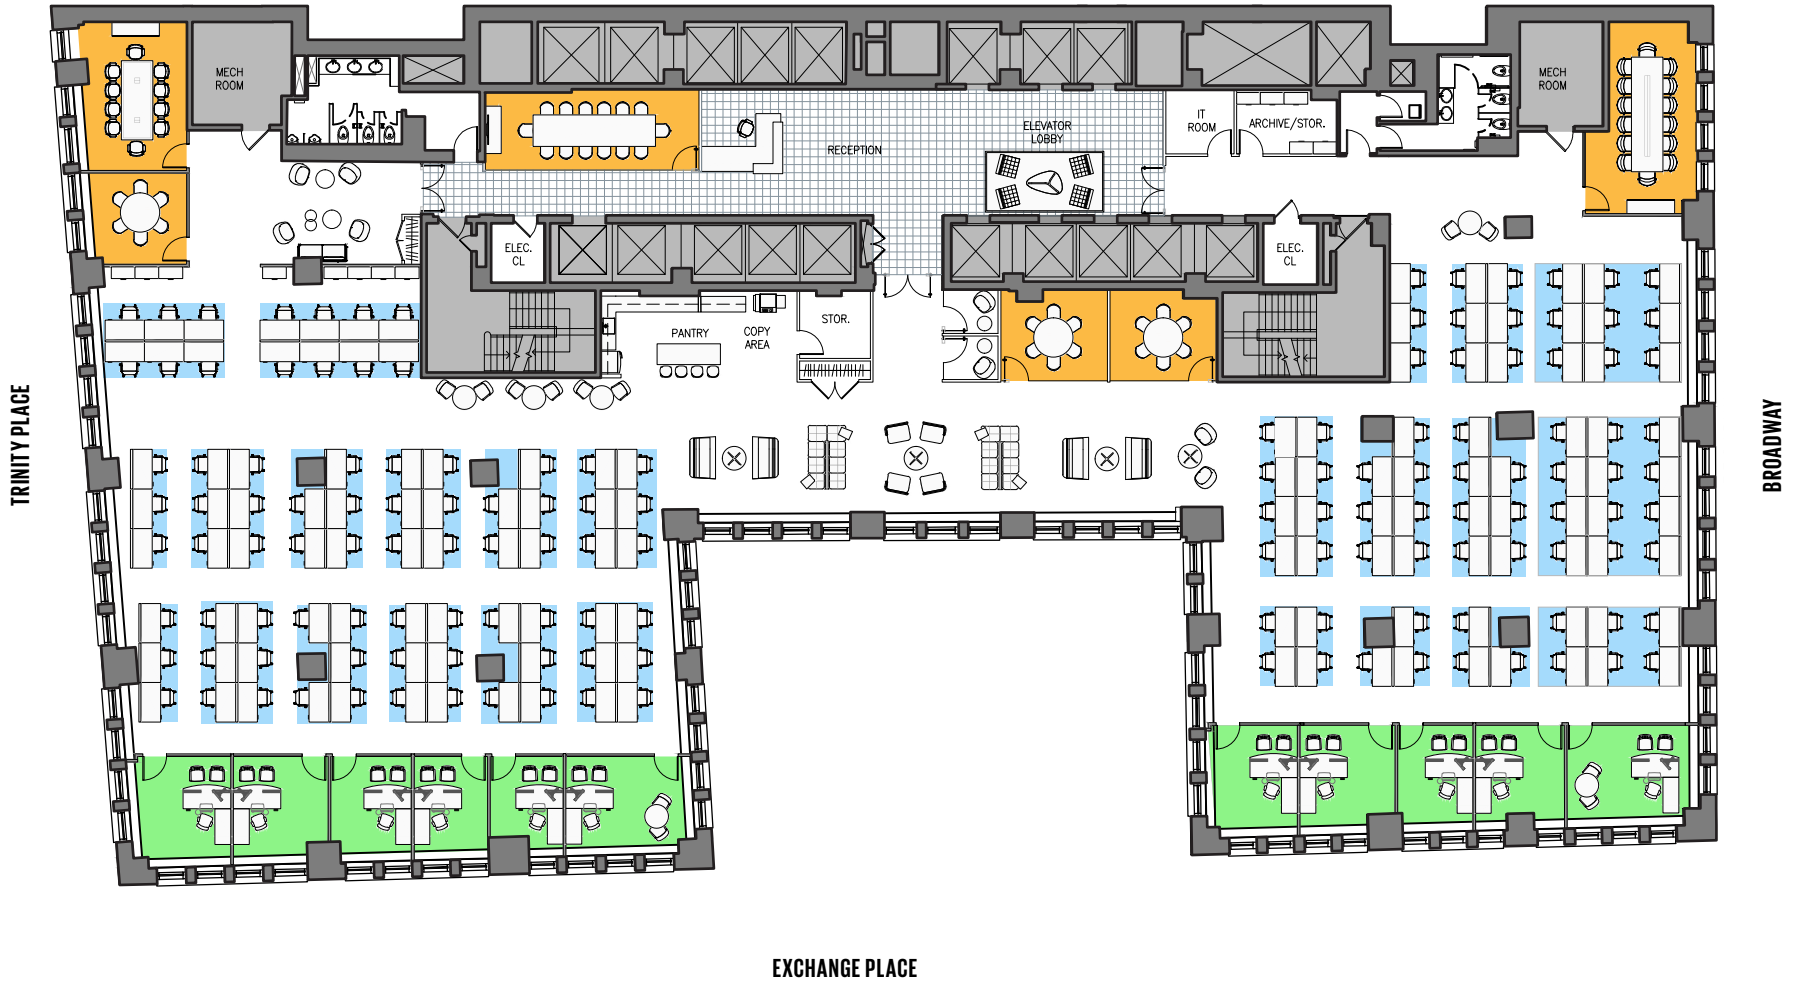 MECH
ROOM
MECH
ROOM
IT
ROOM
ARCHIVE/STOR.
ELEVATOR
LOBBY
RECEPTION
ELEC.
CL
ELEC.
CL
STOR.
PANTRY
COPY
AREA
TRINITY PLACE
BROADWAY
EXCHANGE PLACE